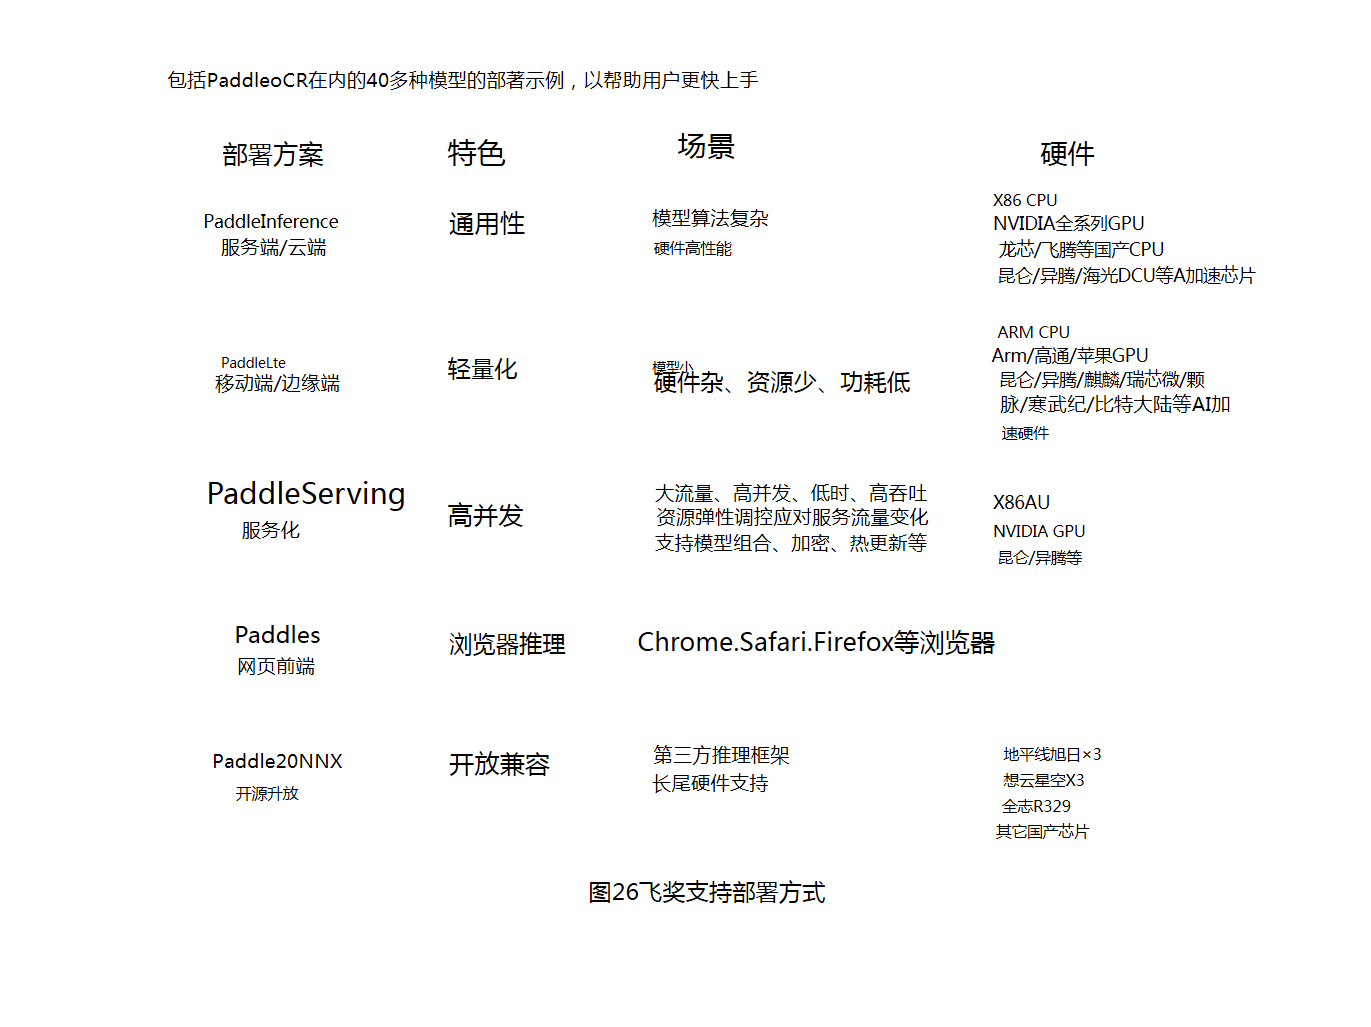 包括PaddleoCR在内的40多种模型的部著示例，以帮助用户更快上手
部署方案
特色
场景
硬件
PaddleInference
服务端/云端
通用性
模型算法复杂
硬件高性能
X86 CPU
NVIDIA全系列GPU
龙芯/飞腾等国产CPU
昆仑/异腾/海光DCU等A加速芯片
PaddleLte
移动端/边缘端
轻量化
模型小
硬件杂、资源少、功耗低
ARM CPU
Arm/高通/苹果GPU
昆仑/异腾/麒麟/瑞芯微/颗
脉/寒武纪/比特大陆等AI加
速硬件
PaddleServing
服务化
高并发
大流量、高并发、低时、高吞吐
资源弹性调控应对服务流量变化
支持模型组合、加密、热更新等
X86AU
NVIDIA GPU
昆仑/异腾等
Paddles
网页前端
浏览器推理
Chrome.Safari.Firefox等浏览器
Paddle20NNX
开源升放
开放兼容
第三方推理框架
长尾硬件支持
地平线旭日×3
想云星空X3
全志R329
其它国产芯片
图26飞奖支持部署方式